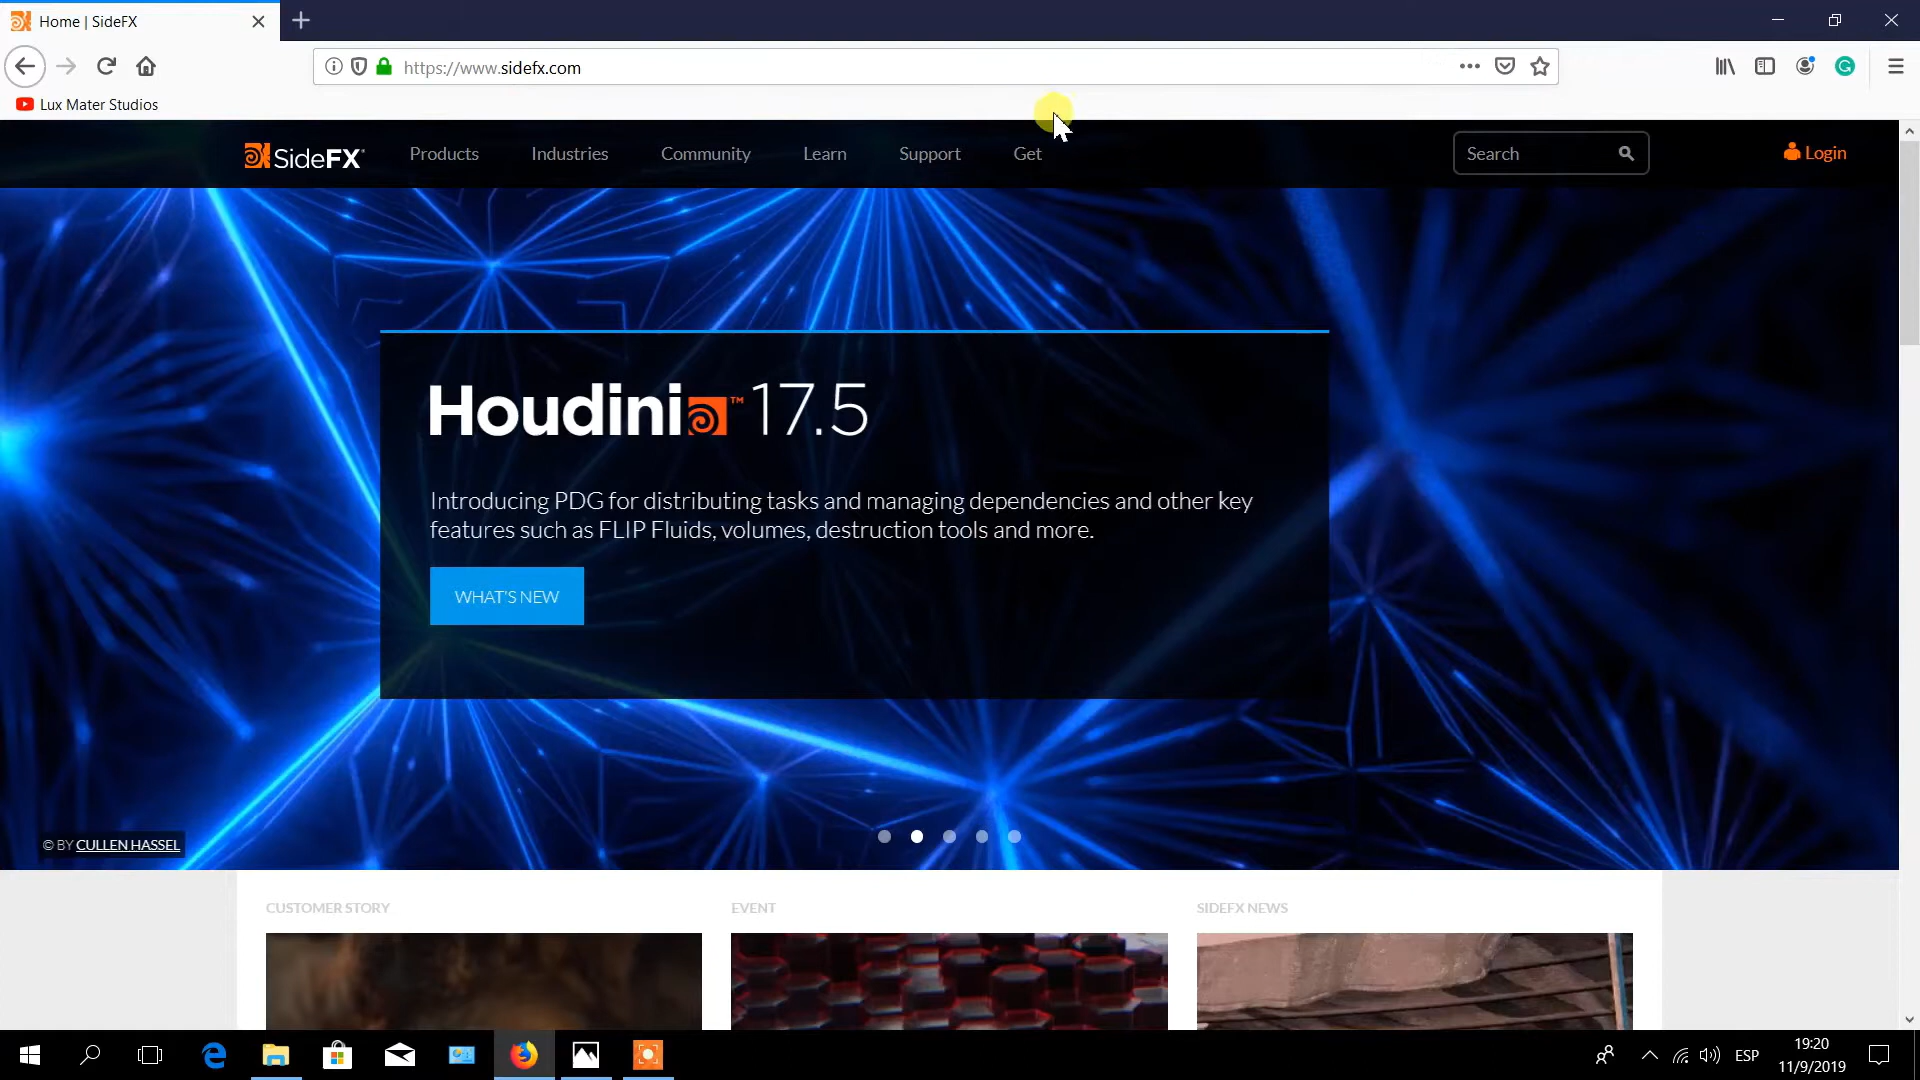 Home | SideFX
https://www.sidefx.com
Lux Mater Studios
SideFX
Products
Industries
Community
Learn
Support
Get
Search
Login
Houdini™ 17.5
Introducing PDG for distributing tasks and managing dependencies and other key
features such as FLIP Fluids, volumes, destruction tools and more.
WHAT'S NEW
© BY CULLEN HASSEL
CUSTOMER STORY
EVENT
SIDEFX NEWS
ESP
19:20
11/9/2019